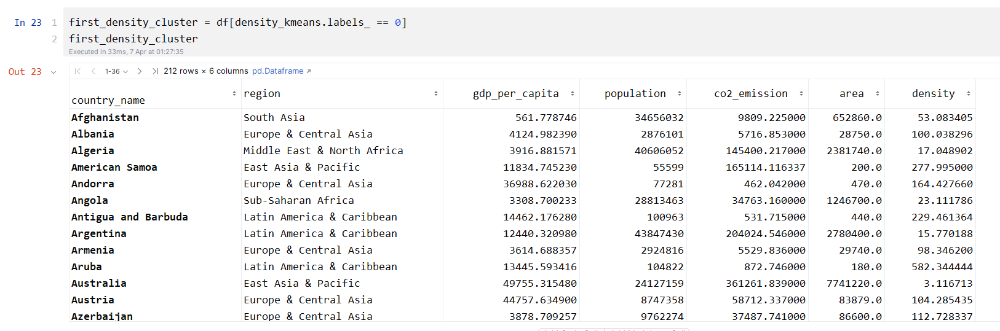 In 23 1 first_density_cluster = df[density_kmeans.labels_ == 0]
2 first_density_cluster
Executed in 33ms, 7 Apr at 01:27:35
Out 23 1-36 212 rows × 6 columns pd.Dataframe
country_name region gdp_per_capita population co2_emission area density
Afghanistan South Asia 561.778746 34656032 9809.225000 652860.0 53.083405
Albania Europe & Central Asia 4124.982390 2876101 5716.853000 28750.0 100.038296
Algeria Middle East & North Africa 3916.881571 40606052 145400.217000 2381740.0 17.048902
American Samoa East Asia & Pacific 11834.745230 55599 165114.116337 200.0 277.995000
Andorra Europe & Central Asia 36988.622030 77281 462.042000 470.0 164.427660
Angola Sub-Saharan Africa 3308.700233 28813463 34763.160000 1246700.0 23.111786
Antigua and Barbuda Latin America & Caribbean 14462.176280 100963 531.715000 440.0 229.461364
Argentina Latin America & Caribbean 12440.320980 43847430 204024.546000 2780400.0 15.770188
Armenia Europe & Central Asia 3614.688357 2924816 5529.836000 29740.0 98.346200
Aruba Latin America & Caribbean 13445.593416 104822 872.746000 180.0 582.344444
Australia East Asia & Pacific 49755.315480 24127159 361261.839000 7741220.0 3.116713
Austria Europe & Central Asia 44757.634900 8747358 58712.337000 83879.0 104.285435
Azerbaijan Europe & Central Asia 3878.709257 9762274 37487.741000 86600.0 112.728337